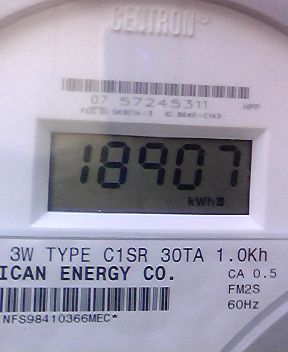 CENTRON
07 57245311 HPP
18907
kWh
3W TYPE C1SR 30TA 1.0Kh
ICAN ENERGY CO. CA 0.5
FM2S
60Hz
NFS98410366MEC*